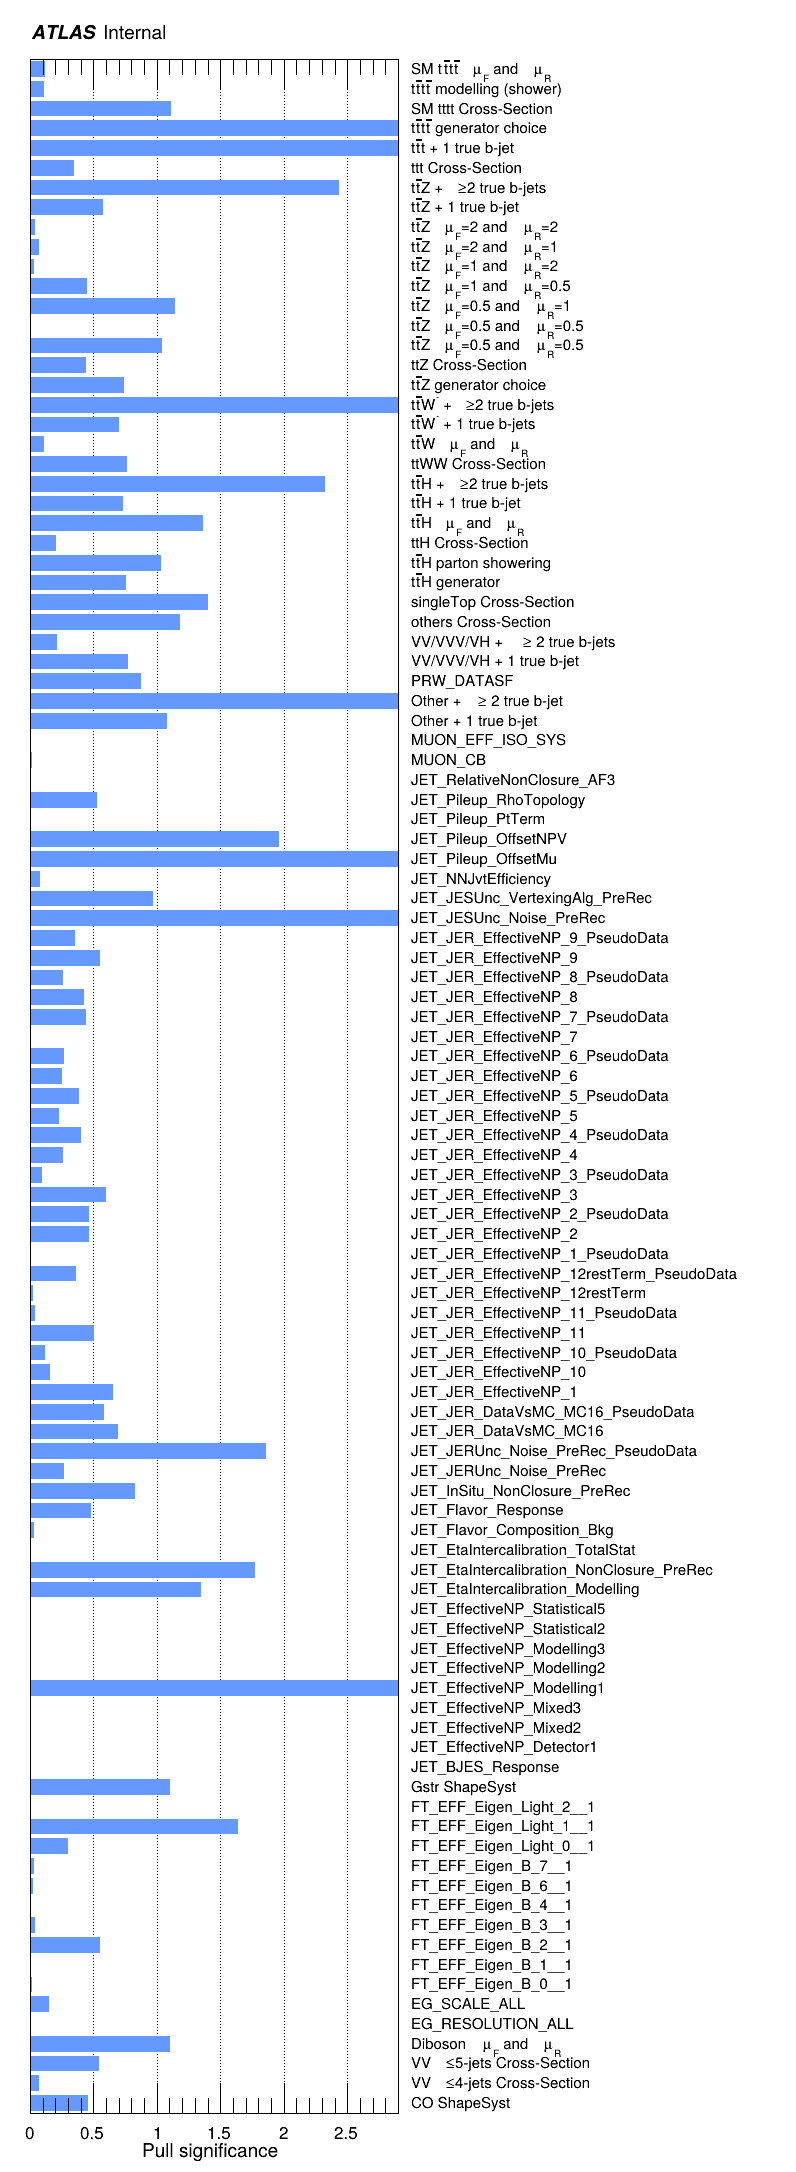 ATLAS Internal
SM tt̄t̄t̄ μF and μR
tt̄t̄t̄ modelling (shower)
SM tttt Cross-Section
tt̄t̄t̄ generator choice
tt̄t + 1 true b-jet
ttt Cross-Section
tt̄Z + ≥2 true b-jets
tt̄Z + 1 true b-jet
tt̄Z μF=2 and μR=2
tt̄Z μF=2 and μR=1
tt̄Z μF=1 and μR=2
tt̄Z μF=1 and μR=0.5
tt̄Z μF=0.5 and μR=1
tt̄Z μF=0.5 and μR=0.5
tt̄Z μF=0.5 and μR=0.5
ttZ Cross-Section
tt̄Z generator choice
tt̄W + ≥2 true b-jets
tt̄W + 1 true b-jets
tt̄W μF and μR
ttWW Cross-Section
tt̄H + ≥2 true b-jets
tt̄H + 1 true b-jet
tt̄H μF and μR
ttH Cross-Section
tt̄H parton showering
tt̄H generator
singleTop Cross-Section
others Cross-Section
VV/VVV/VH + ≥ 2 true b-jets
VV/VVV/VH + 1 true b-jet
PRW_DATASF
Other + ≥ 2 true b-jet
Other + 1 true b-jet
MUON_EFF_ISO_SYS
MUON_CB
JET_RelativeNonClosure_AF3
JET_Pileup_RhoTopology
JET_Pileup_PtTerm
JET_Pileup_OffsetNPV
JET_Pileup_OffsetMu
JET_NNJvtEfficiency
JET_JESUnc_VertexingAlg_PreRec
JET_JESUnc_Noise_PreRec
JET_JER_EffectiveNP_9_PseudoData
JET_JER_EffectiveNP_9
JET_JER_EffectiveNP_8_PseudoData
JET_JER_EffectiveNP_8
JET_JER_EffectiveNP_7_PseudoData
JET_JER_EffectiveNP_7
JET_JER_EffectiveNP_6_PseudoData
JET_JER_EffectiveNP_6
JET_JER_EffectiveNP_5_PseudoData
JET_JER_EffectiveNP_5
JET_JER_EffectiveNP_4_PseudoData
JET_JER_EffectiveNP_4
JET_JER_EffectiveNP_3_PseudoData
JET_JER_EffectiveNP_3
JET_JER_EffectiveNP_2_PseudoData
JET_JER_EffectiveNP_2
JET_JER_EffectiveNP_1_PseudoData
JET_JER_EffectiveNP_12restTerm_PseudoData
JET_JER_EffectiveNP_12restTerm
JET_JER_EffectiveNP_11_PseudoData
JET_JER_EffectiveNP_11
JET_JER_EffectiveNP_10_PseudoData
JET_JER_EffectiveNP_10
JET_JER_EffectiveNP_1
JET_JER_DataVsMC_MC16_PseudoData
JET_JER_DataVsMC_MC16
JET_JERUnc_Noise_PreRec_PseudoData
JET_JERUnc_Noise_PreRec
JET_InSitu_NonClosure_PreRec
JET_Flavor_Response
JET_Flavor_Composition_Bkg
JET_EtaIntercalibration_TotalStat
JET_EtaIntercalibration_NonClosure_PreRec
JET_EtaIntercalibration_Modelling
JET_EffectiveNP_Statistical5
JET_EffectiveNP_Statistical2
JET_EffectiveNP_Modelling3
JET_EffectiveNP_Modelling2
JET_EffectiveNP_Modelling1
JET_EffectiveNP_Mixed3
JET_EffectiveNP_Mixed2
JET_EffectiveNP_Detector1
JET_BJES_Response
Gstr ShapeSyst
FT_EFF_Eigen_Light_2__1
FT_EFF_Eigen_Light_1__1
FT_EFF_Eigen_Light_0__1
FT_EFF_Eigen_B_7__1
FT_EFF_Eigen_B_6__1
FT_EFF_Eigen_B_4__1
FT_EFF_Eigen_B_3__1
FT_EFF_Eigen_B_2__1
FT_EFF_Eigen_B_1__1
FT_EFF_Eigen_B_0__1
EG_SCALE_ALL
EG_RESOLUTION_ALL
Diboson μF and μR
VV ≤5-jets Cross-Section
VV ≤4-jets Cross-Section
CO ShapeSyst
0 0.5 1 1.5 2 2.5
Pull significance